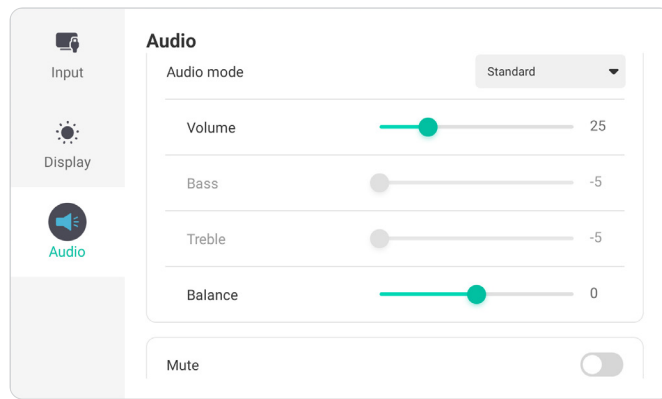 Audio
Input
Audio mode
Standard
Volume
25
Display
Bass
-5
Audio
Treble
-5
Balance
0
Mute